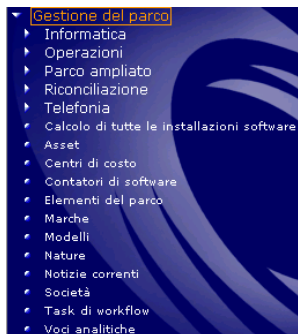 Gestione del parco
Informatica
Operazioni
Parco ampliato
Riconciliazione
Telefonia
Calcolo di tutte le installazioni software
Asset
Centri di costo
Contatori di software
Elementi del parco
Marche
Modelli
Nature
Notizie correnti
Società
Task di workflow
Voci analitiche